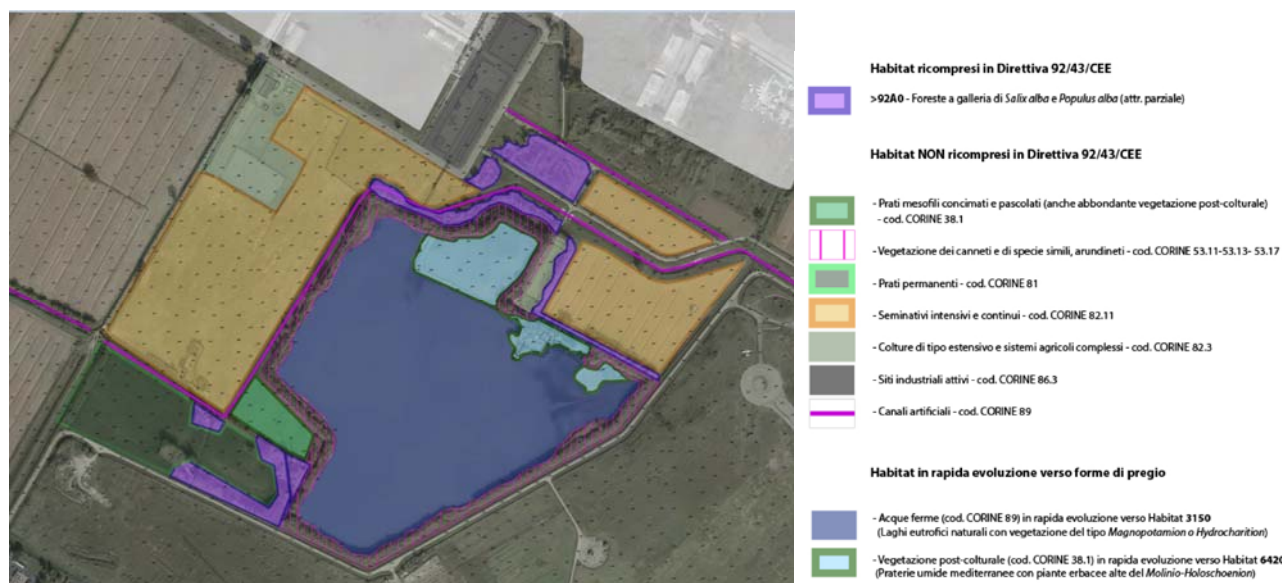 Habitat ricompresi in Direttiva 92/43/CEE
>92A0 - Foreste a galleria di Salix alba e Populus alba (attr. parziale)
Habitat NON ricompresi in Direttiva 92/43/CEE
- Prati mesofili concimati e pascolati (anche abbondante vegetazione post-colturale)
- cod. CORINE 38.1
- Vegetazione dei canneti e di specie simili, arundineti - cod. CORINE 53.11-53.13- 53.17
- Prati permanenti - cod. CORINE 81
- Seminativi intensivi e continui - cod. CORINE 82.11
- Colture di tipo estensivo e sistemi agricoli complessi - cod. CORINE 82.3
- Siti industriali attivi - cod. CORINE 86.3
- Canali artificiali - cod. CORINE 89
Habitat in rapida evoluzione verso forme di pregio
- Acque ferme (cod. CORINE 89) in rapida evoluzione verso Habitat 3150
(Laghi eutrofici naturali con vegetazione del tipo Magnopotamion o Hydrocharition)
- Vegetazione post-colturale (cod. CORINE 38.1) in rapida evoluzione verso Habitat 6420
(Praterie umide mediterranee con piante erbacee alte del Molinio-Holoschoenion)